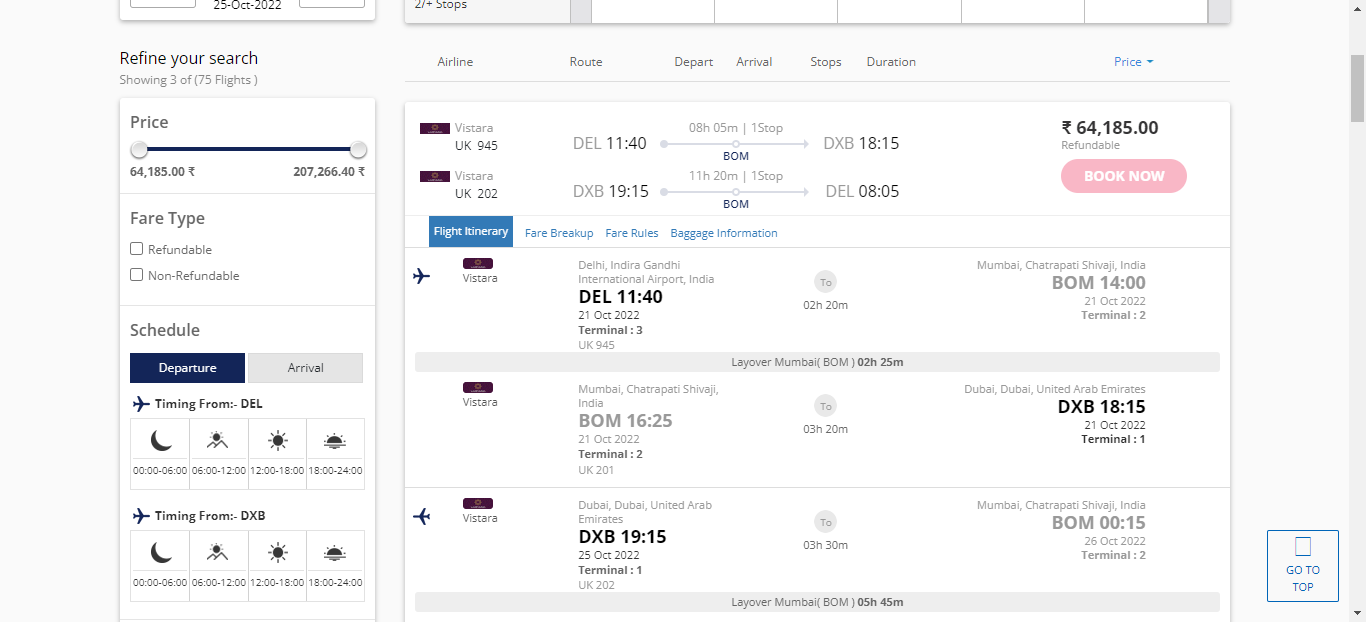 25-Oct-2022
2/+ Stops
Refine your search
Showing 3 of (75 Flights )
Price
64,185.00 ₹ 207,266.40 ₹
Fare Type
Refundable
Non-Refundable
Schedule
Departure Arrival
Timing From:- DEL
00:00-06:00 06:00-12:00 12:00-18:00 18:00-24:00
Timing From:- DXB
00:00-06:00 06:00-12:00 12:00-18:00 18:00-24:00
Airline Route Depart Arrival Stops Duration Price
Vistara
UK 945
DEL 11:40
08h 05m | 1Stop
BOM
DXB 18:15
Vistara
UK 202
DXB 19:15
11h 20m | 1Stop
BOM
DEL 08:05
₹ 64,185.00
Refundable
BOOK NOW
Flight Itinerary Fare Breakup Fare Rules Baggage Information
Vistara
Delhi, Indira Gandhi
International Airport, India
DEL 11:40
21 Oct 2022
Terminal : 3
UK 945
To
02h 20m
Mumbai, Chatrapati Shivaji, India
BOM 14:00
21 Oct 2022
Terminal : 2
Layover Mumbai( BOM ) 02h 25m
Vistara
Mumbai, Chatrapati Shivaji,
India
BOM 16:25
21 Oct 2022
Terminal : 2
UK 201
To
03h 20m
Dubai, Dubai, United Arab Emirates
DXB 18:15
21 Oct 2022
Terminal : 1
Vistara
Dubai, Dubai, United Arab
Emirates
DXB 19:15
25 Oct 2022
Terminal : 1
UK 202
To
03h 30m
Mumbai, Chatrapati Shivaji, India
BOM 00:15
26 Oct 2022
Terminal : 2
Layover Mumbai( BOM ) 05h 45m
GO TO
TOP